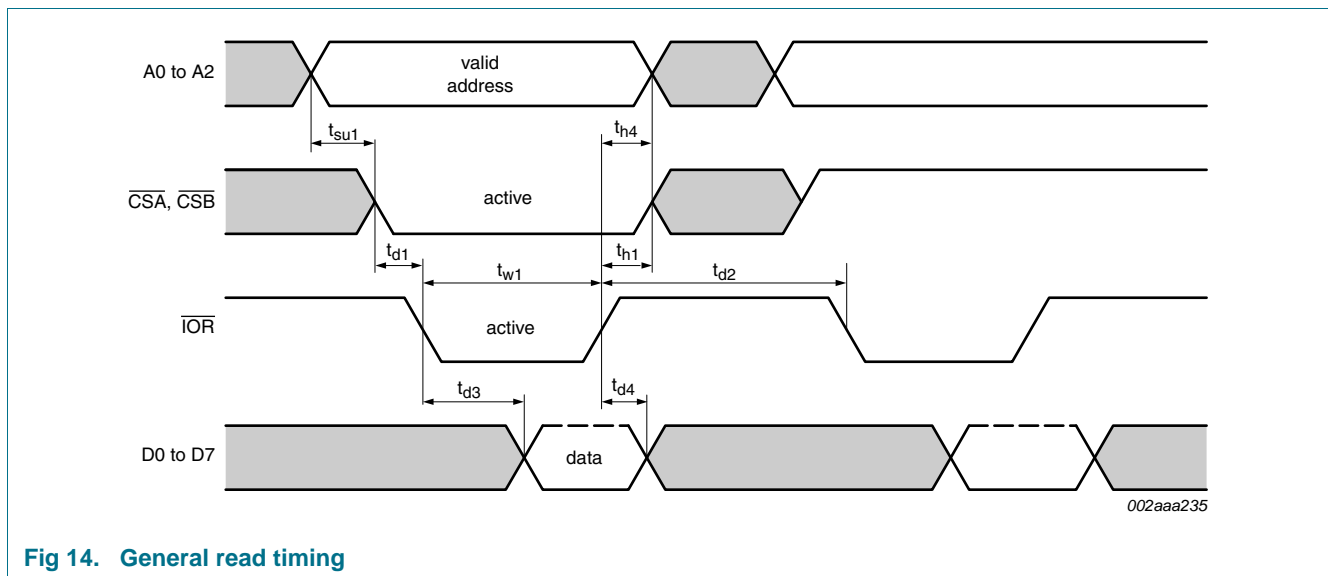 A0 to A2
valid
address
tsu1
th4
CSA, CSB
active
td1
tw1
th1
td2
IOR
active
td3
td4
D0 to D7
data
002aaa235
Fig 14. General read timing